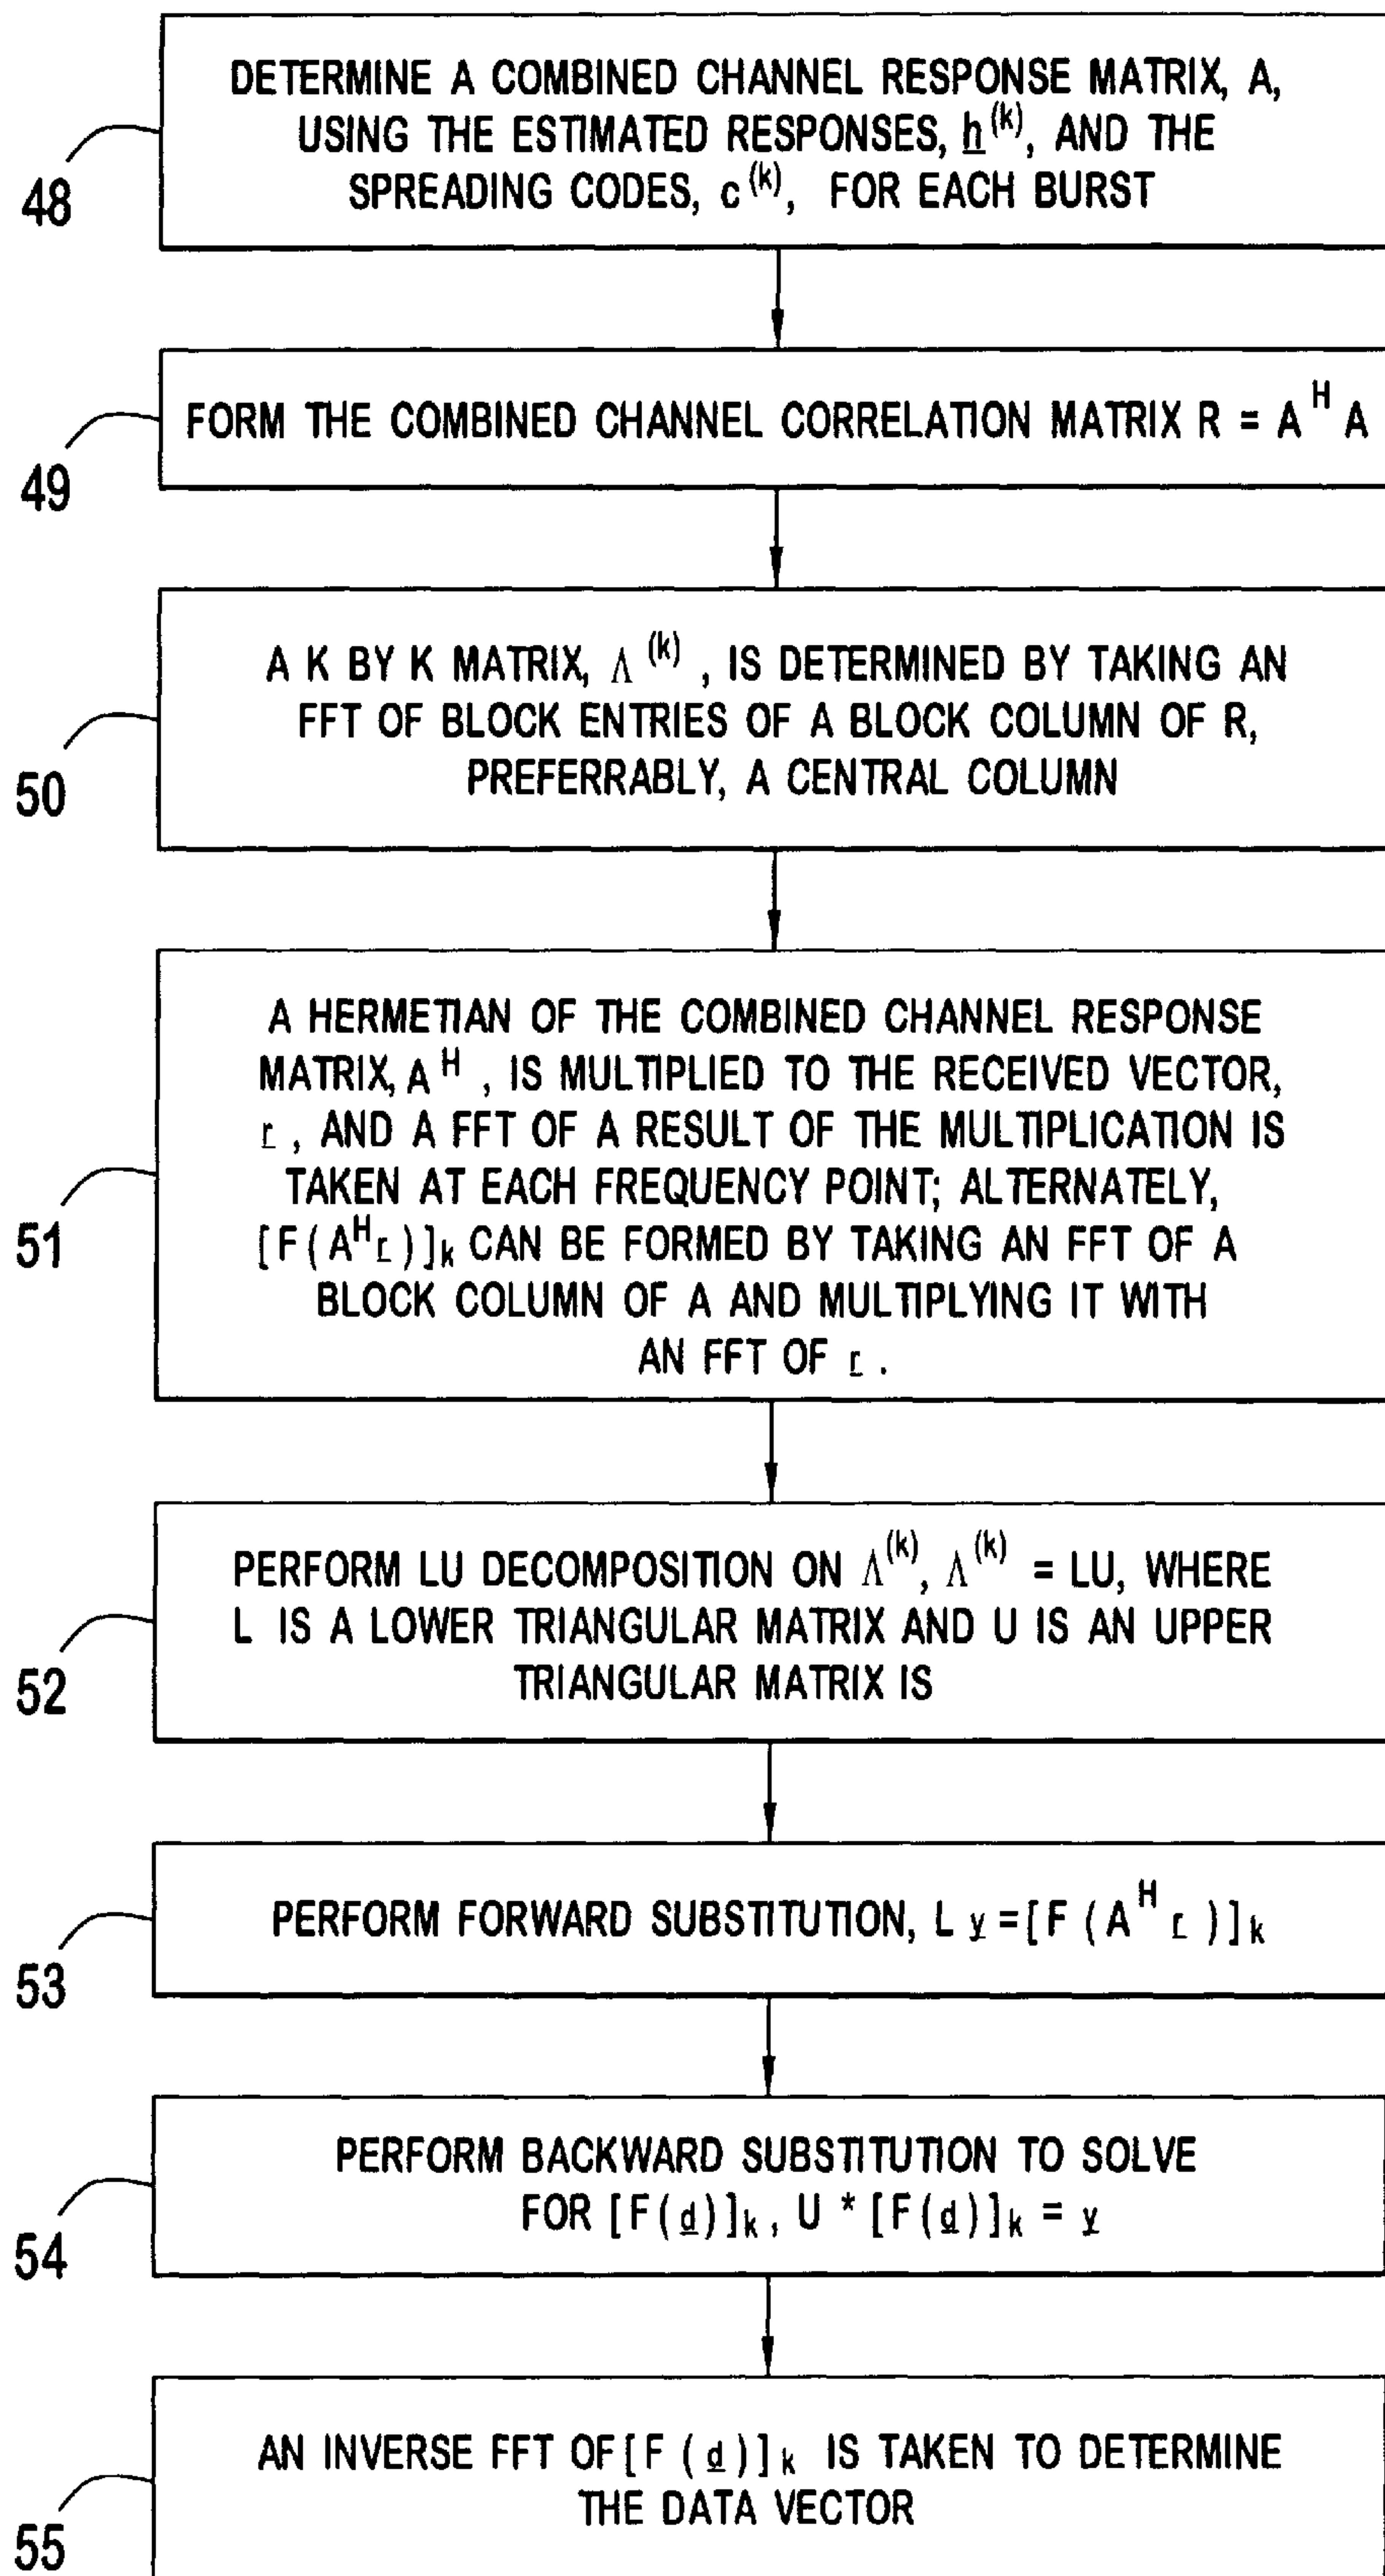 DETERMINE A COMBINED CHANNEL RESPONSE MATRIX, A,
USING THE ESTIMATED RESPONSES, h̲^(k), AND THE
SPREADING CODES, c^(k), FOR EACH BURST
48
FORM THE COMBINED CHANNEL CORRELATION MATRIX R = A^H A
49
A K BY K MATRIX, Λ^(k), IS DETERMINED BY TAKING AN
FFT OF BLOCK ENTRIES OF A BLOCK COLUMN OF R,
PREFERRABLY, A CENTRAL COLUMN
50
A HERMETIAN OF THE COMBINED CHANNEL RESPONSE
MATRIX, A^H, IS MULTIPLIED TO THE RECEIVED VECTOR,
r̲, AND A FFT OF A RESULT OF THE MULTIPLICATION IS
TAKEN AT EACH FREQUENCY POINT; ALTERNATELY,
[F(A^H r̲)]k CAN BE FORMED BY TAKING AN FFT OF A
BLOCK COLUMN OF A AND MULTIPLYING IT WITH
AN FFT OF r̲.
51
PERFORM LU DECOMPOSITION ON Λ^(k), Λ^(k) = LU, WHERE
L IS A LOWER TRIANGULAR MATRIX AND U IS AN UPPER
TRIANGULAR MATRIX IS
52
PERFORM FORWARD SUBSTITUTION, L y̲ =[F (A^H r̲)]k
53
PERFORM BACKWARD SUBSTITUTION TO SOLVE
FOR [F(d̲)]k, U * [F(d̲)]k = y̲
54
AN INVERSE FFT OF [F (d̲)]k IS TAKEN TO DETERMINE
THE DATA VECTOR
55